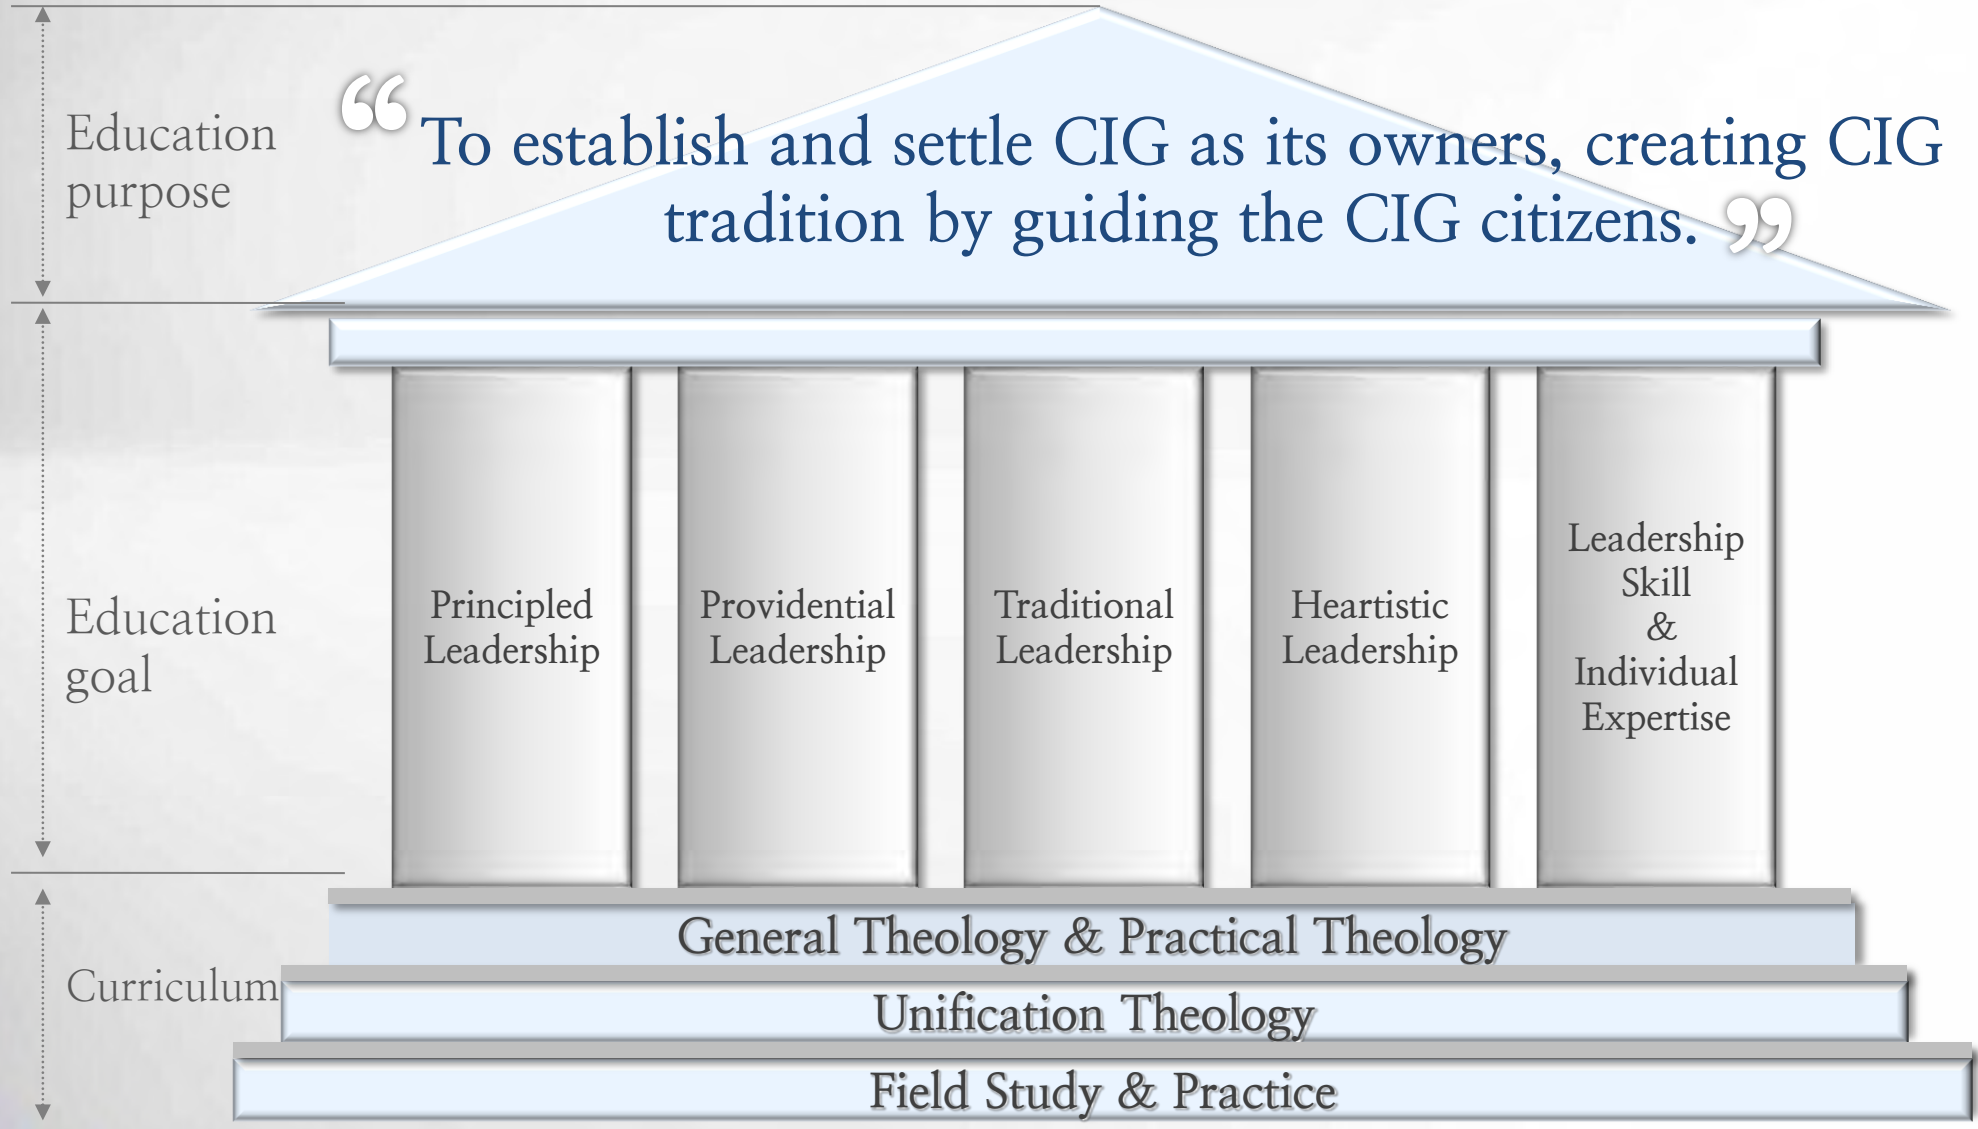 Education
purpose
“To establish and settle CIG as its owners, creating CIG
tradition by guiding the CIG citizens.”
Education
goal
Principled
Leadership
Providential
Leadership
Traditional
Leadership
Heartistic
Leadership
Leadership
Skill
&
Individual
Expertise
Curriculum
General Theology & Practical Theology
Unification Theology
Field Study & Practice